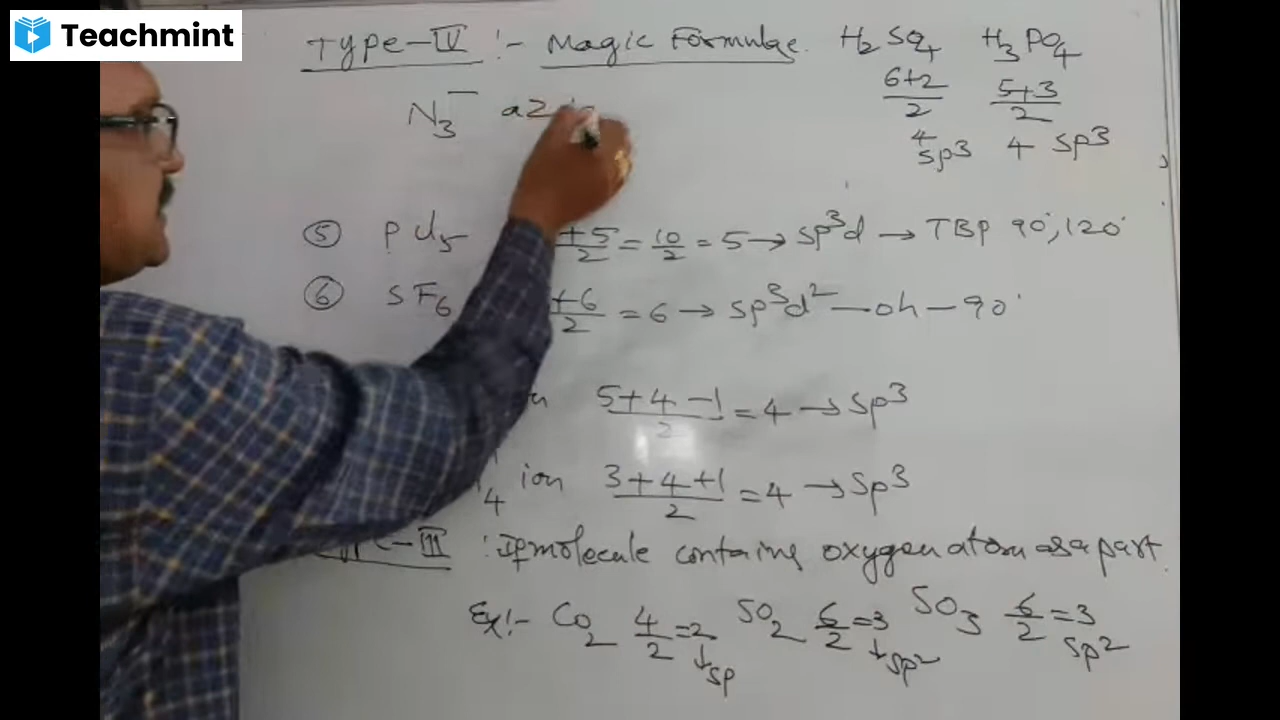 Teachmint
Type-IV :- Magic Formulae. H₂SO₄ H₃PO₄
6+2/2 5+3/2
4 sp³ 4 sp³
N₃⁻ az
⑤ PCl₅ +5/2 = 10/2 = 5 → sp³d → TBP 90°, 120°
⑥ SF₆ +6/2 = 6 → sp³d² — oh — 90°
5+4-1/2 = 4 → sp³
4 ion 3+4+1/2 = 4 → sp³
Type-III : If molecule containing oxygen atom as a part.
Ex!- CO₂ 4/2 = 2 ↓ sp SO₂ 6/2 = 3 ↓ sp² SO₃ 6/2 = 3 sp²